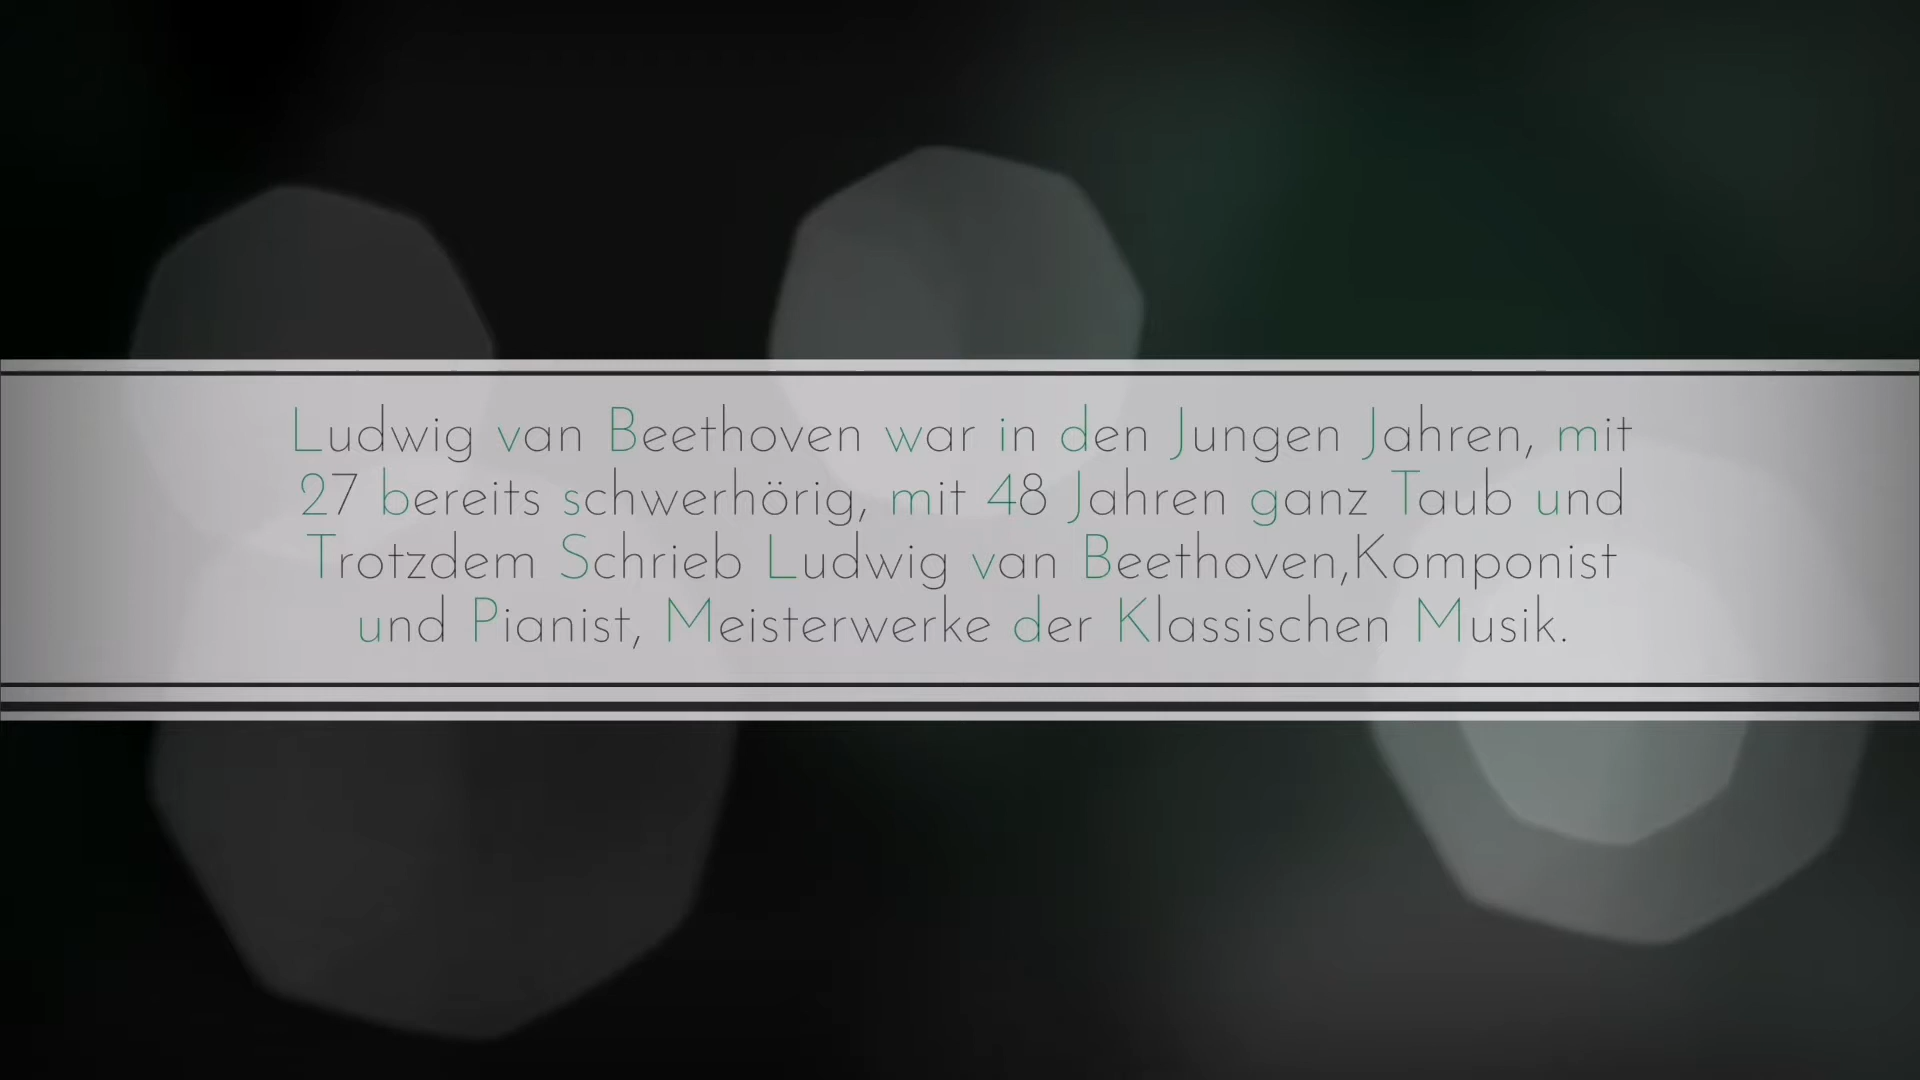 Ludwig van Beethoven war in den Jungen Jahren, mit
27 bereits schwerhörig, mit 48 Jahren ganz Taub und
Trotzdem Schrieb Ludwig van Beethoven,Komponist
und Pianist, Meisterwerke der Klassischen Musik.